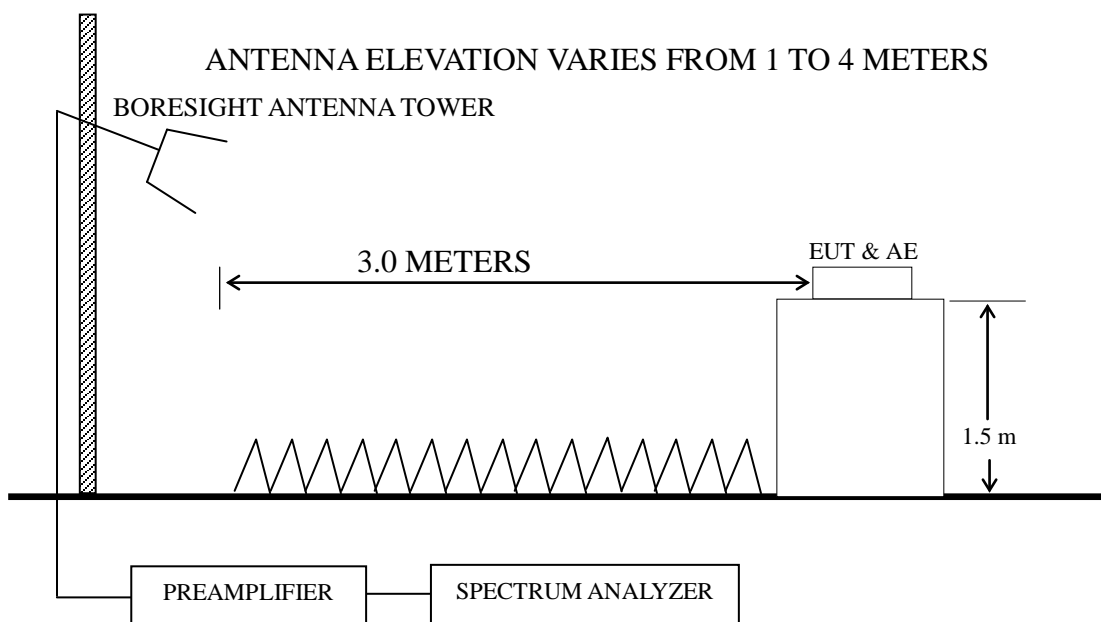 ANTENNA ELEVATION VARIES FROM 1 TO 4 METERS
BORESIGHT ANTENNA TOWER
3.0 METERS
EUT & AE
1.5 m
PREAMPLIFIER
SPECTRUM ANALYZER